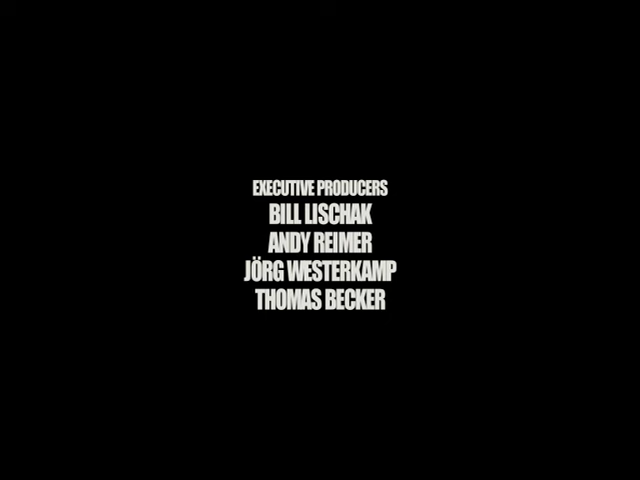 EXECUTIVE PRODUCERS
BILL LISCHAK
ANDY REIMER
JÖRG WESTERKAMP
THOMAS BECKER